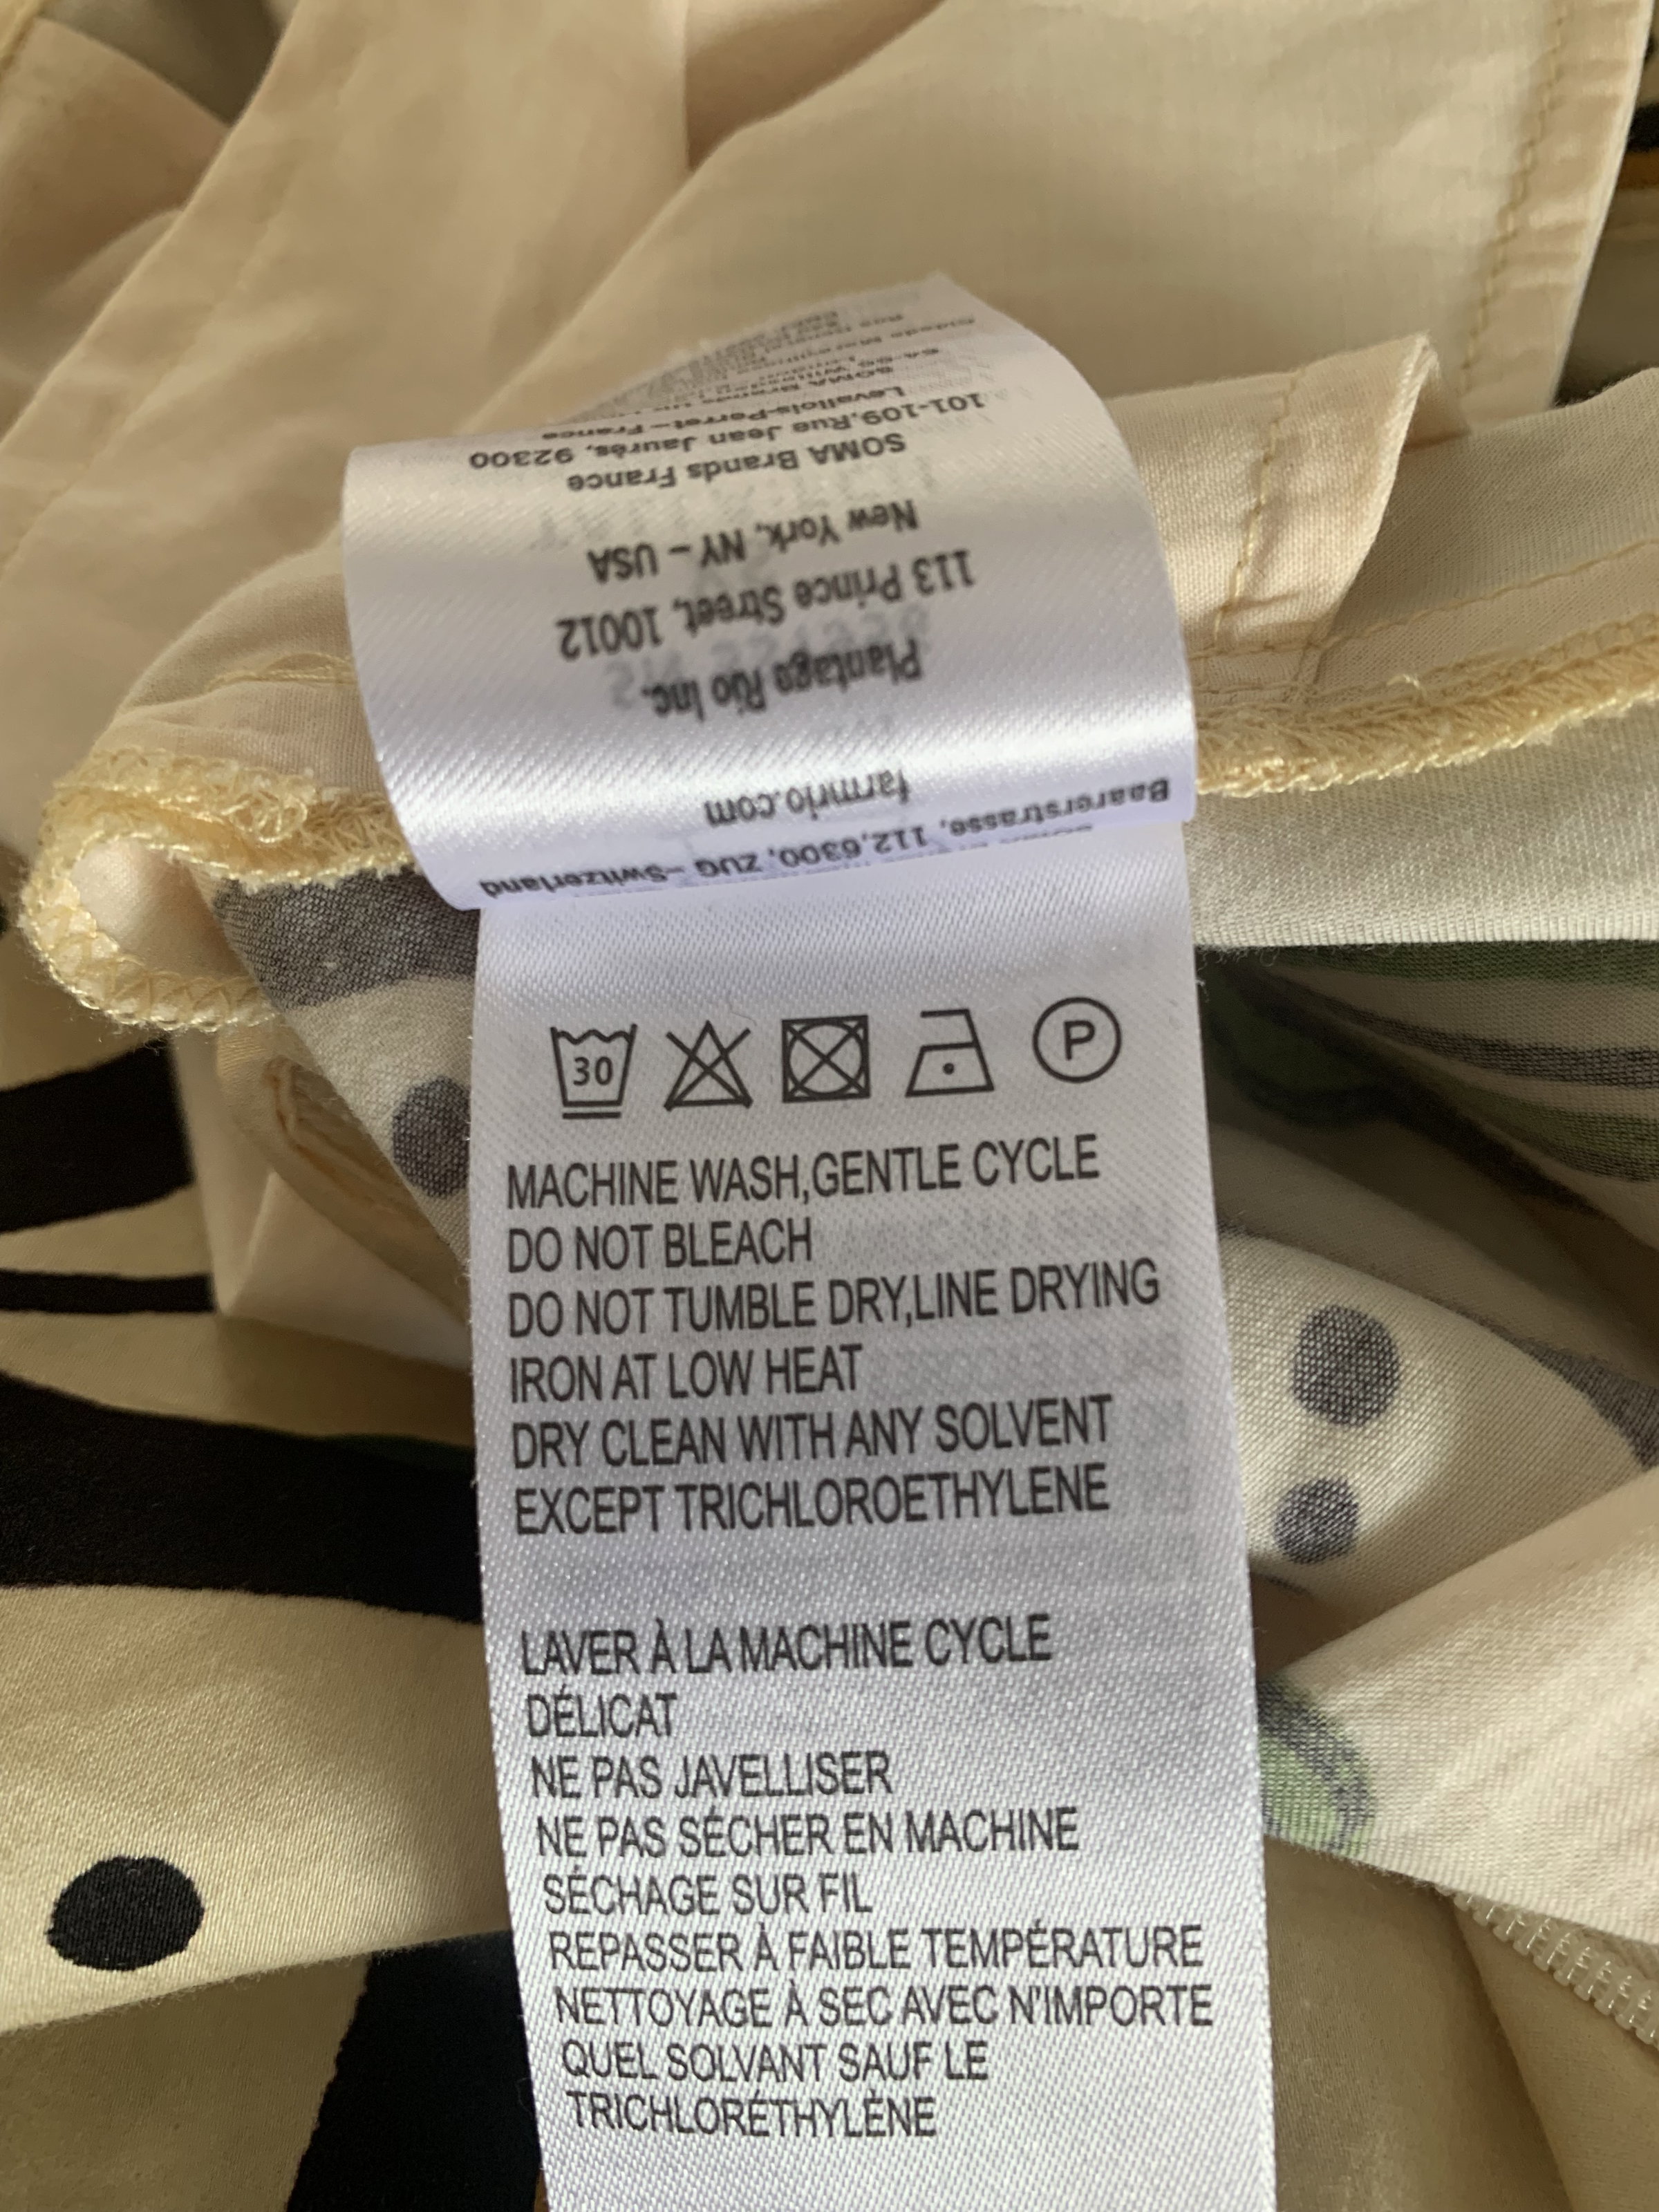 farmrio.com
Plantage Rio Inc.
113 Prince Street, 10012
New York, NY – USA
SOMA Brands France
101-109,Rue Jean Jaurès, 92300
Levallois-Perret – France
Baarerstrasse, 112,6300, ZUG –Switzerland
30
P
MACHINE WASH,GENTLE CYCLE
DO NOT BLEACH
DO NOT TUMBLE DRY,LINE DRYING
IRON AT LOW HEAT
DRY CLEAN WITH ANY SOLVENT
EXCEPT TRICHLOROETHYLENE
LAVER À LA MACHINE CYCLE
DÉLICAT
NE PAS JAVELLISER
NE PAS SÉCHER EN MACHINE
SÉCHAGE SUR FIL
REPASSER À FAIBLE TEMPÉRATURE
NETTOYAGE À SEC AVEC N'IMPORTE
QUEL SOLVANT SAUF LE
TRICHLORÉTHYLÈNE